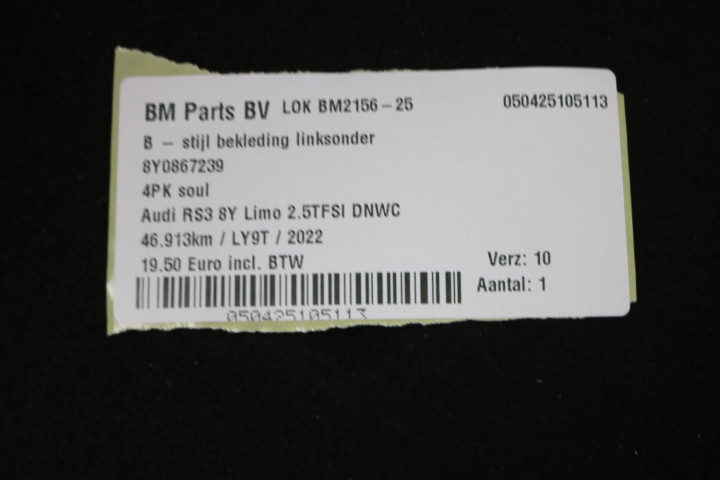 BM Parts BV LOK BM2156-25 050425105113
B - stijl bekleding linksonder
8Y0867239
4PK soul
Audi RS3 8Y Limo 2.5TFSI DNWC
46.913km / LY9T / 2022
19.50 Euro incl. BTW Verz: 10
Aantal: 1
050425105113